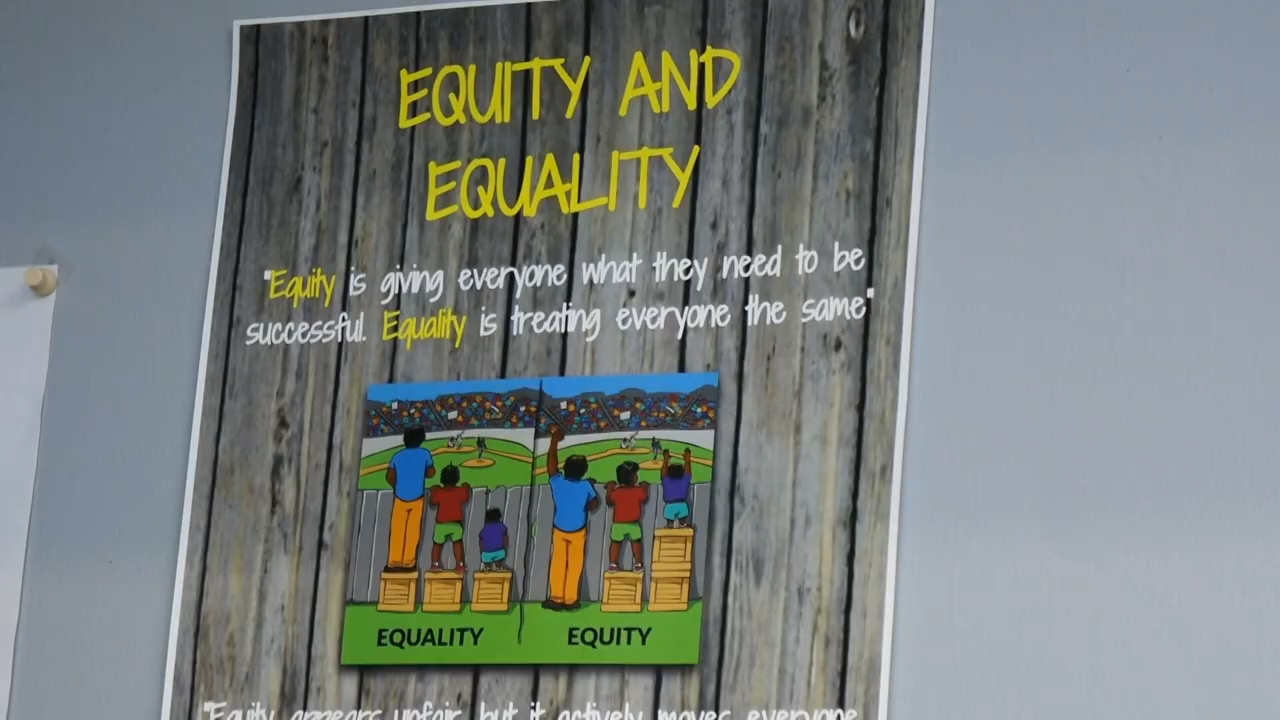 EQUITY AND
EQUALITY
"Equity is giving everyone what they need to be
successful. Equality is treating everyone the same"
EQUALITY EQUITY
"Equity appears unfair, but it actively moves everyone